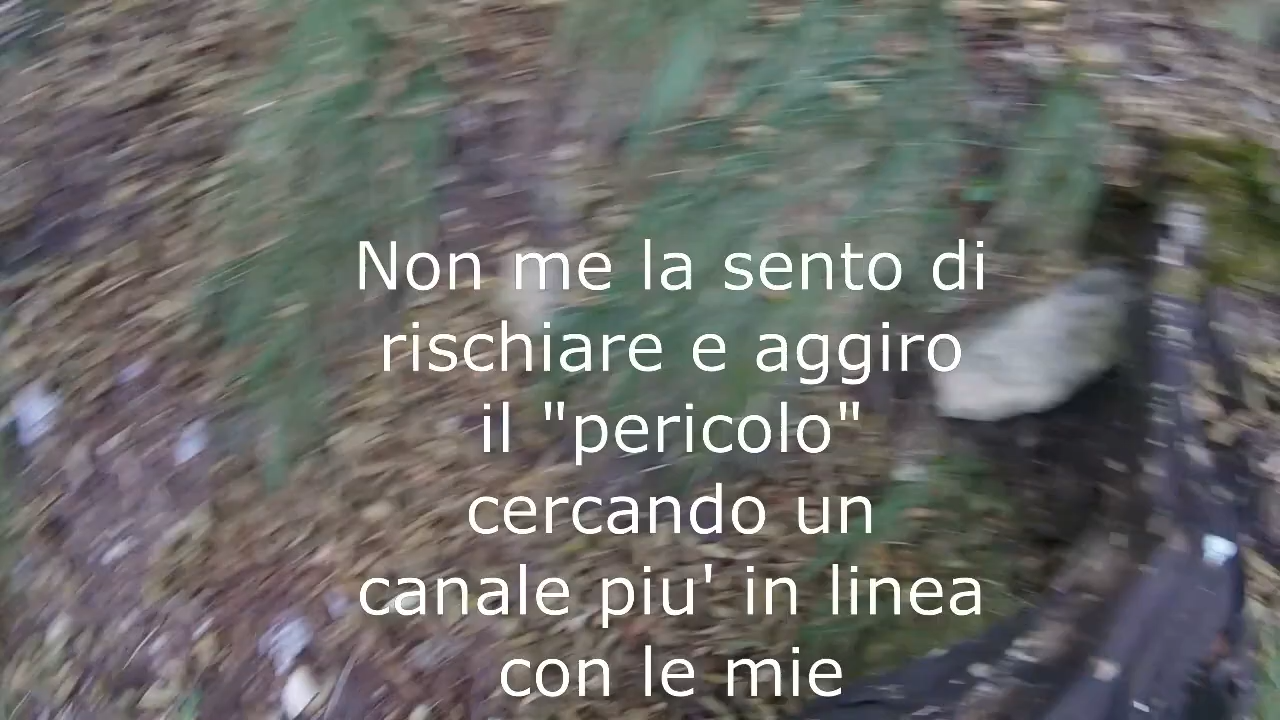 Non me la sento di
rischiare e aggiro
il "pericolo"
cercando un
canale piu' in linea
con le mie